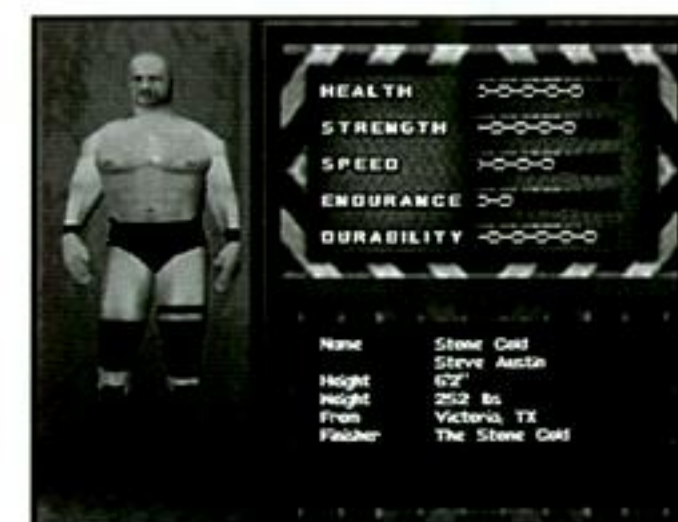 HEALTH
STRENGTH
SPEED
ENDURANCE
DURABILITY
Name Stone Cold
Steve Austin
Height 6'2"
Weight 252 lbs
From Victoria, TX
Finisher The Stone Cold